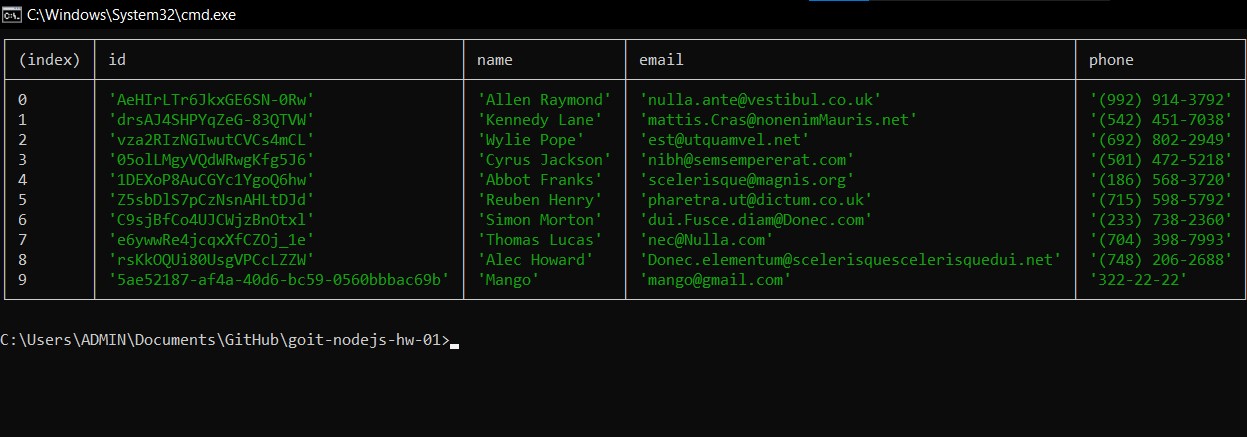 C:\Windows\System32\cmd.exe
(index) id name email phone
0 'AeHIrLTr6JkxGE6SN-0Rw' 'Allen Raymond' 'nulla.ante@vestibul.co.uk' '(992) 914-3792'
1 'drsAJ4SHPYqZeG-83QTVW' 'Kennedy Lane' 'mattis.Cras@nonenimMauris.net' '(542) 451-7038'
2 'vza2RIzNGIwutCVCs4mCL' 'Wylie Pope' 'est@utquamvel.net' '(692) 802-2949'
3 '05olLMgyVQdWRwgKfg5J6' 'Cyrus Jackson' 'nibh@semsempererat.com' '(501) 472-5218'
4 '1DEXoP8AuCGYc1YgoQ6hw' 'Abbot Franks' 'scelerisque@magnis.org' '(186) 568-3720'
5 'Z5sbDlS7pCzNsnAHLtDJd' 'Reuben Henry' 'pharetra.ut@dictum.co.uk' '(715) 598-5792'
6 'C9sjBfCo4UJCWjzBnOtxl' 'Simon Morton' 'dui.Fusce.diam@Donec.com' '(233) 738-2360'
7 'e6ywwRe4jcqxXfCZOj_1e' 'Thomas Lucas' 'nec@Nulla.com' '(704) 398-7993'
8 'rsKkOQUi80UsgVPCcLZZW' 'Alec Howard' 'Donec.elementum@scelerisquescelerisquedui.net' '(748) 206-2688'
9 '5ae52187-af4a-40d6-bc59-0560bbbac69b' 'Mango' 'mango@gmail.com' '322-22-22'
C:\Users\ADMIN\Documents\GitHub\goit-nodejs-hw-01>